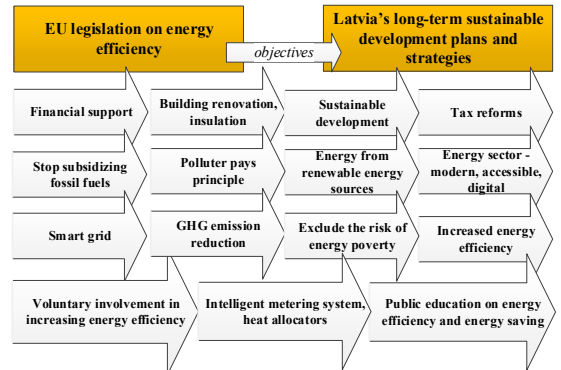 EU legislation on energy
efficiency
objectives
Latvia's long-term sustainable
development plans and
strategies
Financial support
Building renovation,
insulation
Sustainable
development
Tax reforms
Stop subsidizing
fossil fuels
Polluter pays
principle
Energy from
renewable energy
sources
Energy sector -
modern, accessible,
digital
Smart grid
GHG emission
reduction
Exclude the risk of
energy poverty
Increased energy
efficiency
Voluntary involvement in
increasing energy efficiency
Intelligent metering system,
heat allocators
Public education on energy
efficiency and energy saving